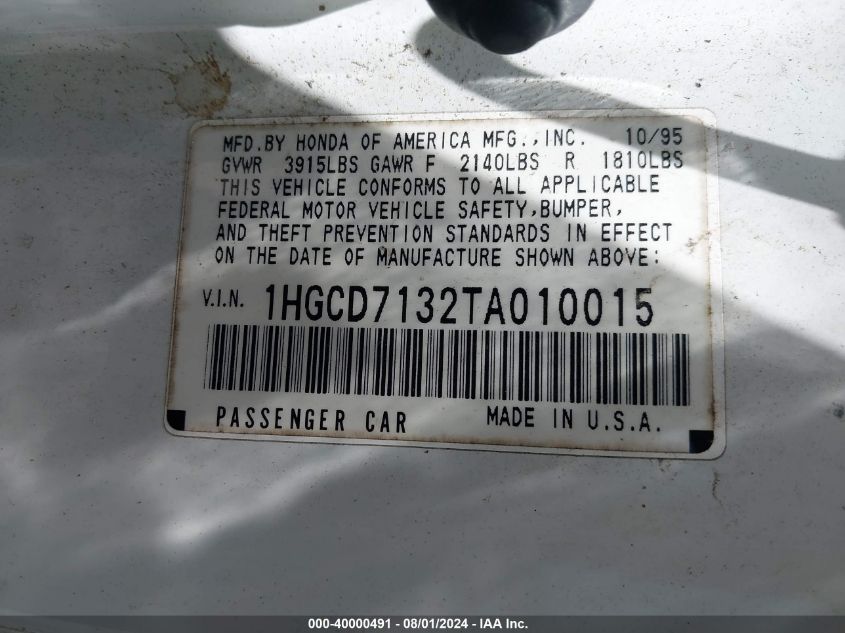 MFD.BY HONDA OF AMERICA MFG.,INC. 10/95
GVWR 3915LBS GAWR F 2140LBS R 1810LBS
THIS VEHICLE CONFORMS TO ALL APPLICABLE
FEDERAL MOTOR VEHICLE SAFETY,BUMPER,
AND THEFT PREVENTION STANDARDS IN EFFECT
ON THE DATE OF MANUFACTURE SHOWN ABOVE:
V.I.N. 1HGCD7132TA010015
PASSENGER CAR MADE IN U.S.A.
000-40000491 - 08/01/2024 - IAA Inc.